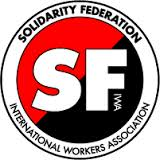 SOLIDARITY FEDERATION
SF
IWA
INTERNATIONAL WORKERS ASSOCIATION